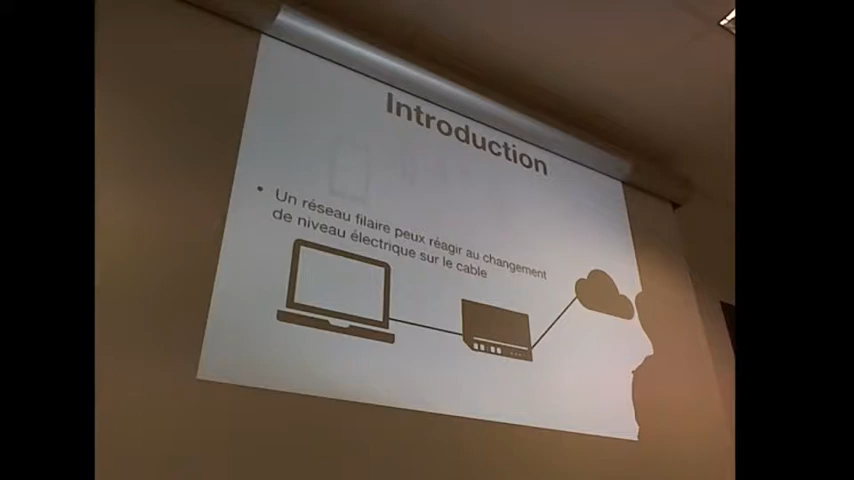 Introduction
• Un réseau filaire peux réagir au changement
de niveau électrique sur le cable